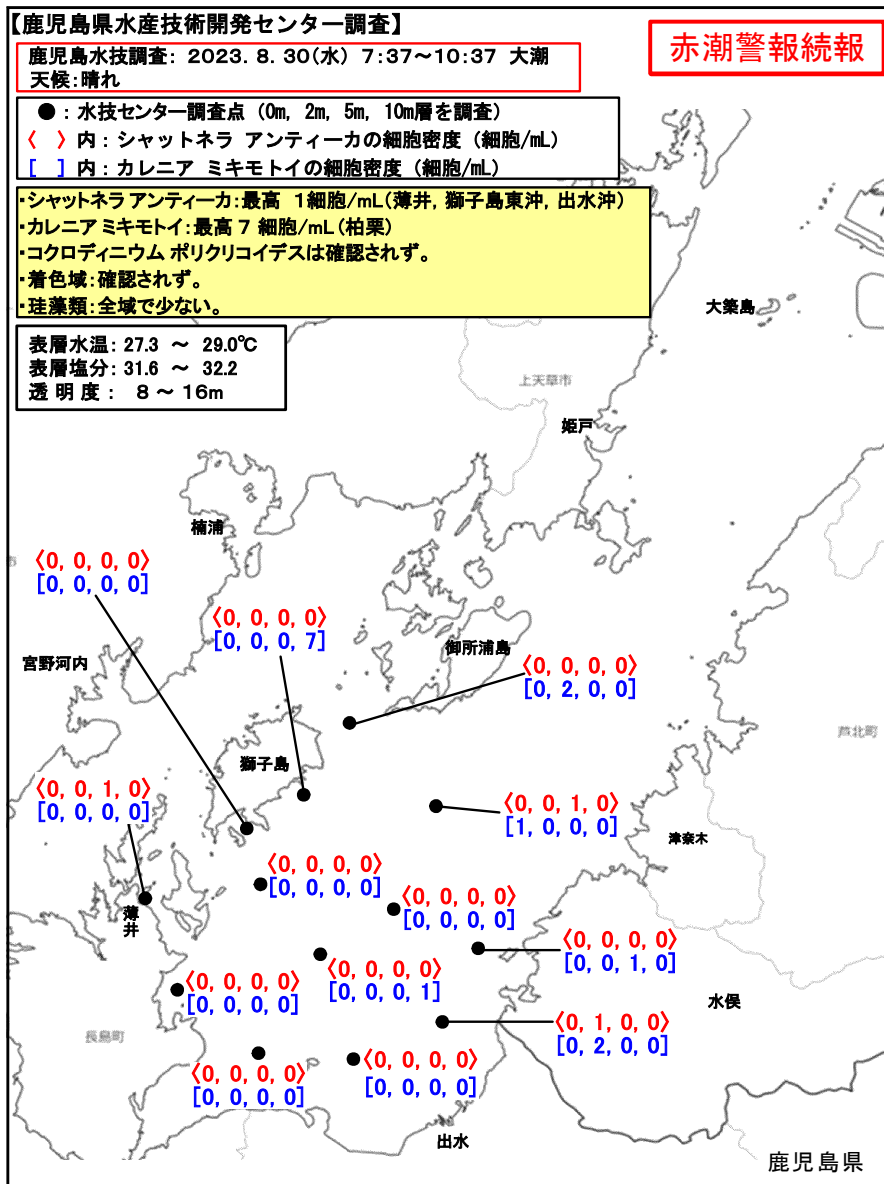 【鹿児島県水産技術開発センター調査】
赤潮警報続報
鹿児島水技調査: 2023. 8. 30(水) 7:37～10:37 大潮
天候:晴れ
●:水技センター調査点 (0m, 2m, 5m, 10m層を調査)
〈 〉内:シャットネラ アンティーカの細胞密度 (細胞/mL)
[ ]内:カレニア ミキモトイの細胞密度 (細胞/mL)
・シャットネラ アンティーカ:最高 1細胞/mL(薄井, 獅子島東沖, 出水沖)
・カレニア ミキモトイ:最高 7 細胞/mL(柏栗)
・コクロディニウム ポリクリコイデスは確認されず。
・着色域:確認されず。
・珪藻類:全域で少ない。
表層水温: 27.3 ～ 29.0℃
表層塩分: 31.6 ～ 32.2
透明度: 8 ～ 16m
大築島
上天草市
姫戸
楠浦
〈0, 0, 0, 0〉
[0, 0, 0, 0]
〈0, 0, 0, 0〉
[0, 0, 0, 7]
御所浦島
宮野河内
〈0, 0, 0, 0〉
[0, 2, 0, 0]
芦北町
獅子島
〈0, 0, 1, 0〉
[0, 0, 0, 0]
〈0, 0, 1, 0〉
[1, 0, 0, 0]
津奈木
〈0, 0, 0, 0〉
[0, 0, 0, 0]
〈0, 0, 0, 0〉
[0, 0, 0, 0]
薄井
〈0, 0, 0, 0〉
[0, 0, 1, 0]
〈0, 0, 0, 0〉
[0, 0, 0, 1]
〈0, 0, 0, 0〉
[0, 0, 0, 0]
水俣
〈0, 1, 0, 0〉
[0, 2, 0, 0]
長島町
〈0, 0, 0, 0〉
[0, 0, 0, 0]
〈0, 0, 0, 0〉
[0, 0, 0, 0]
出水
鹿児島県